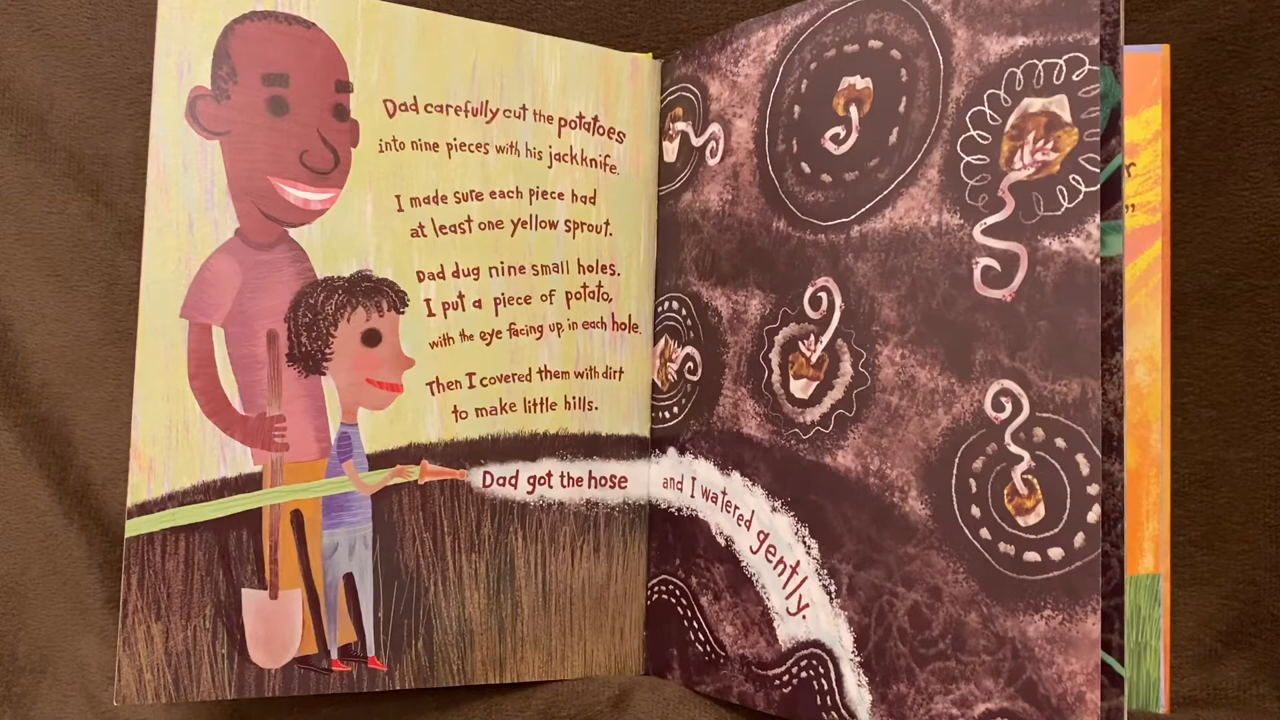 Dad carefully cut the potatoes
into nine pieces with his jackknife.
I made sure each piece had
at least one yellow sprout.
Dad dug nine small holes.
I put a piece of potato,
with the eye facing up, in each hole.
Then I covered them with dirt
to make little hills.
Dad got the hose and I watered gently.